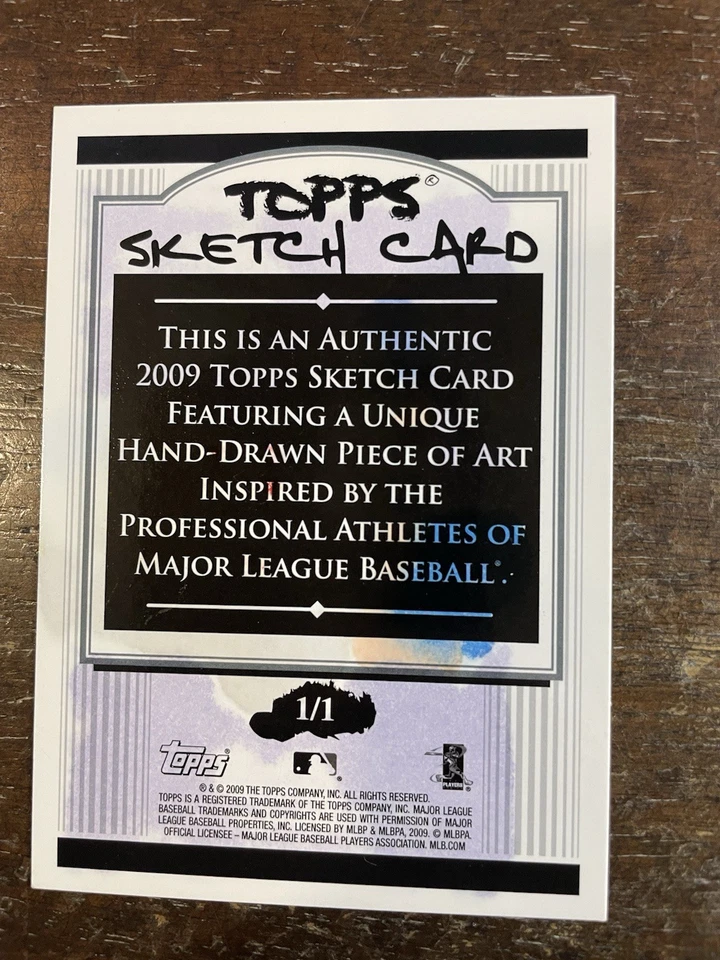 TOPPS®
SKETCH CARD
THIS IS AN AUTHENTIC
2009 TOPPS SKETCH CARD
FEATURING A UNIQUE
HAND-DRAWN PIECE OF ART
INSPIRED BY THE
PROFESSIONAL ATHLETES OF
MAJOR LEAGUE BASEBALL®.
1/1
Topps®
®
PLAYERS
® & © 2009 THE TOPPS COMPANY, INC. ALL RIGHTS RESERVED.
TOPPS IS A REGISTERED TRADEMARK OF THE TOPPS COMPANY, INC. MAJOR LEAGUE
BASEBALL TRADEMARKS AND COPYRIGHTS ARE USED WITH PERMISSION OF MAJOR
LEAGUE BASEBALL PROPERTIES, INC. LICENSED BY MLBP & MLBPA, 2009. © MLBPA.
OFFICIAL LICENSEE – MAJOR LEAGUE BASEBALL PLAYERS ASSOCIATION. MLB.COM